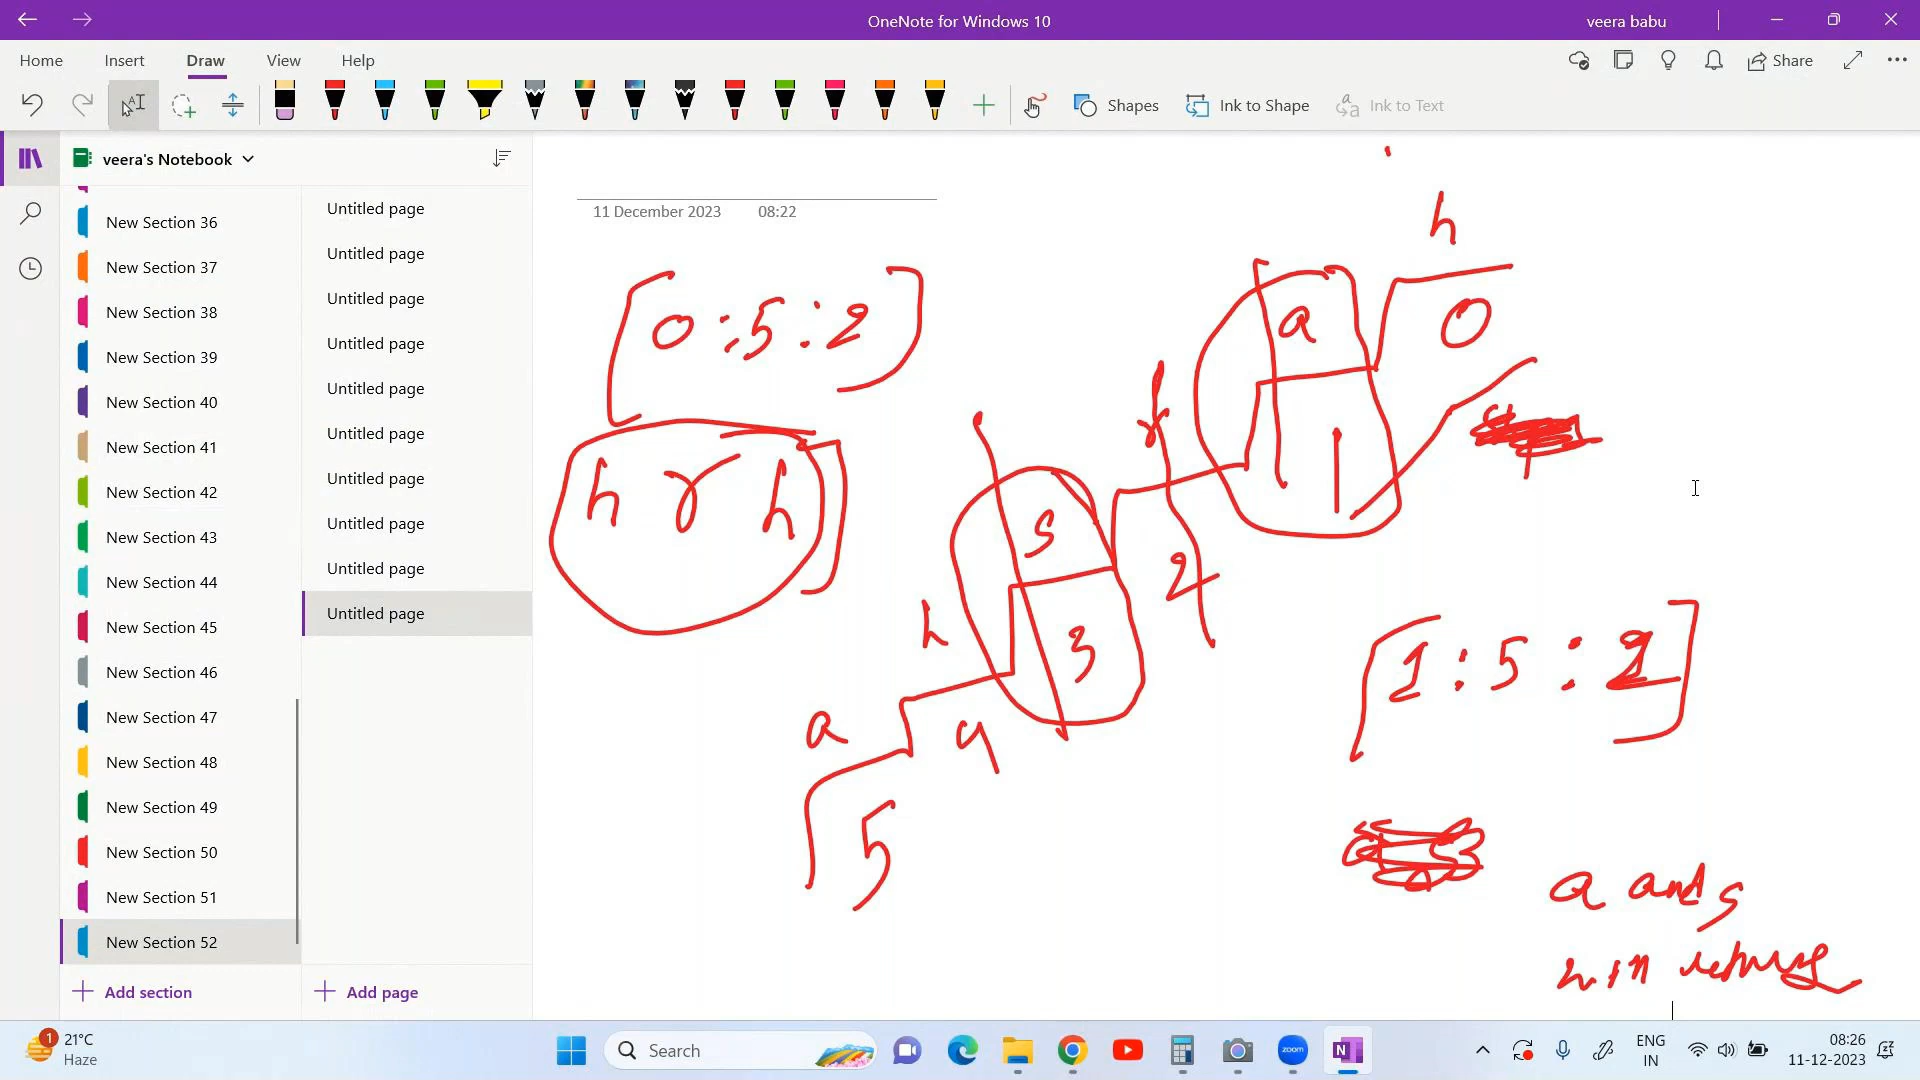 OneNote for Windows 10
veera babu
Home
Insert
Draw
View
Help
Share
Shapes
Ink to Shape
Ink to Text
veera's Notebook
New Section 36
New Section 37
New Section 38
New Section 39
New Section 40
New Section 41
New Section 42
New Section 43
New Section 44
New Section 45
New Section 46
New Section 47
New Section 48
New Section 49
New Section 50
New Section 51
New Section 52
Add section
Untitled page
Untitled page
Untitled page
Untitled page
Untitled page
Untitled page
Untitled page
Untitled page
Untitled page
Untitled page
Add page
11 December 2023 08:22
[0:5:2]
h r h]
h
a
0
1
s
2
h
3
a
4
5
[1:5:2]
a and s
1
21°C
Haze
Search
zoom
ENG
IN
08:26
11-12-2023